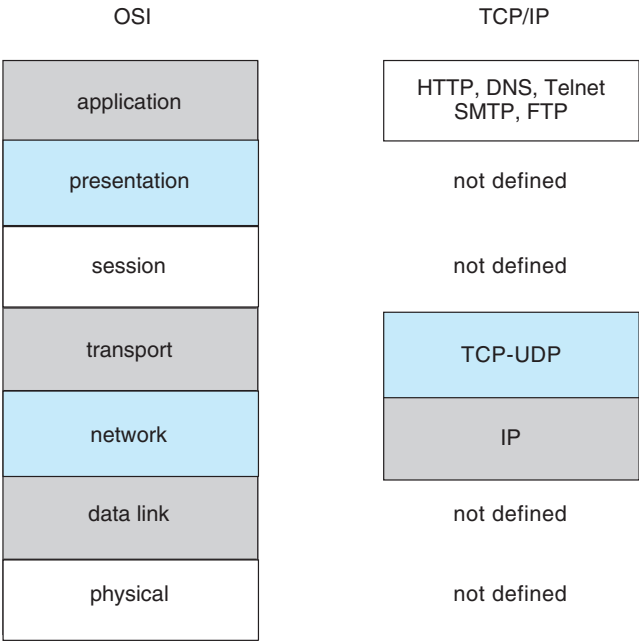 OSI
TCP/IP
application
HTTP, DNS, Telnet
SMTP, FTP
presentation
not defined
session
not defined
transport
TCP-UDP
network
IP
data link
not defined
physical
not defined